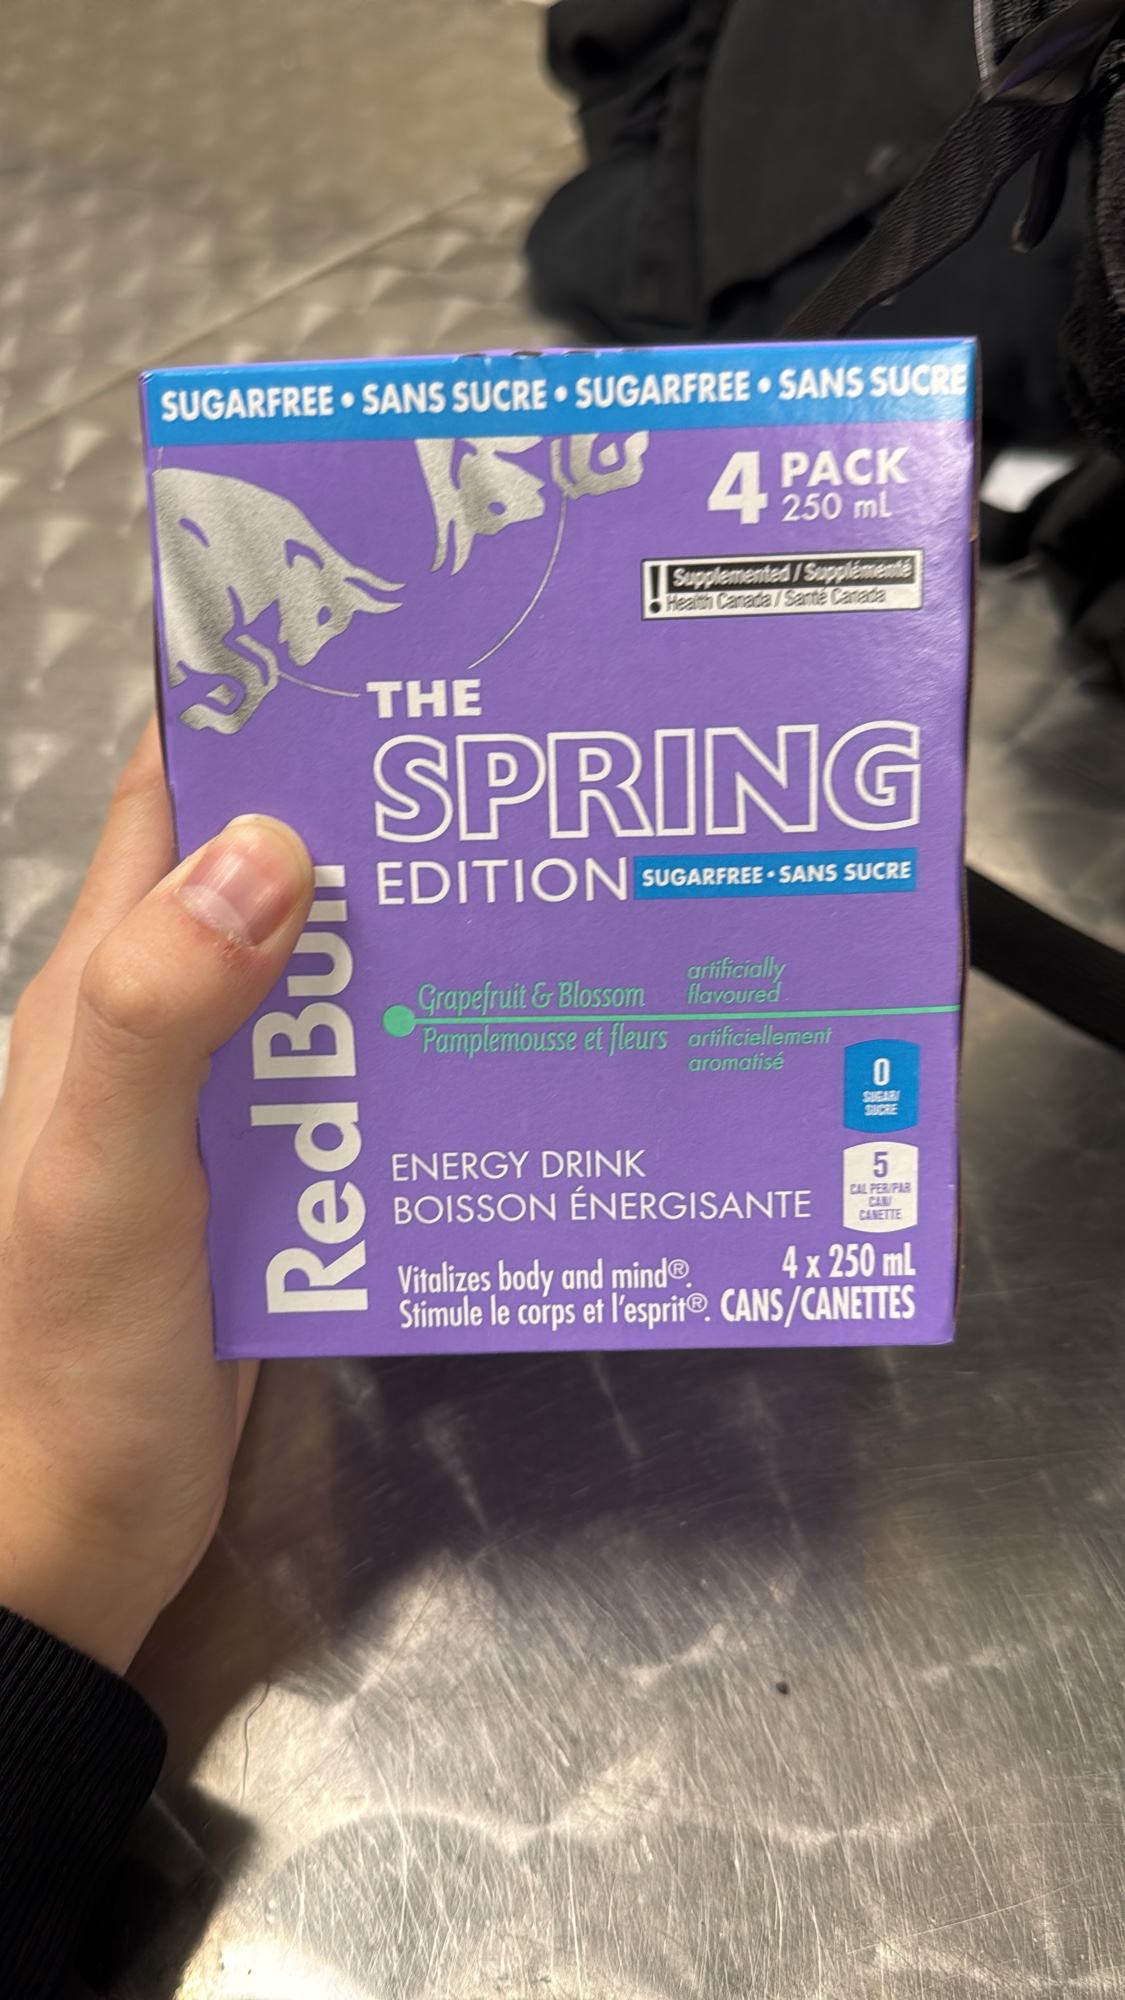 SUGARFREE • SANS SUCRE • SUGARFREE • SANS SUCRE
4 PACK
250 mL
! Supplemented / Supplémenté
Health Canada / Santé Canada
THE
SPRING
EDITION SUGARFREE • SANS SUCRE
Red Bull
Grapefruit & Blossom
artificially
flavoured
Pamplemousse et fleurs
artificiellement
aromatisé
0
SUGAR/
SUCRE
5
CAL PER/PAR
CAN/
CANETTE
ENERGY DRINK
BOISSON ÉNERGISANTE
Vitalizes body and mind®.
Stimule le corps et l'esprit®.
4 x 250 mL
CANS/CANETTES